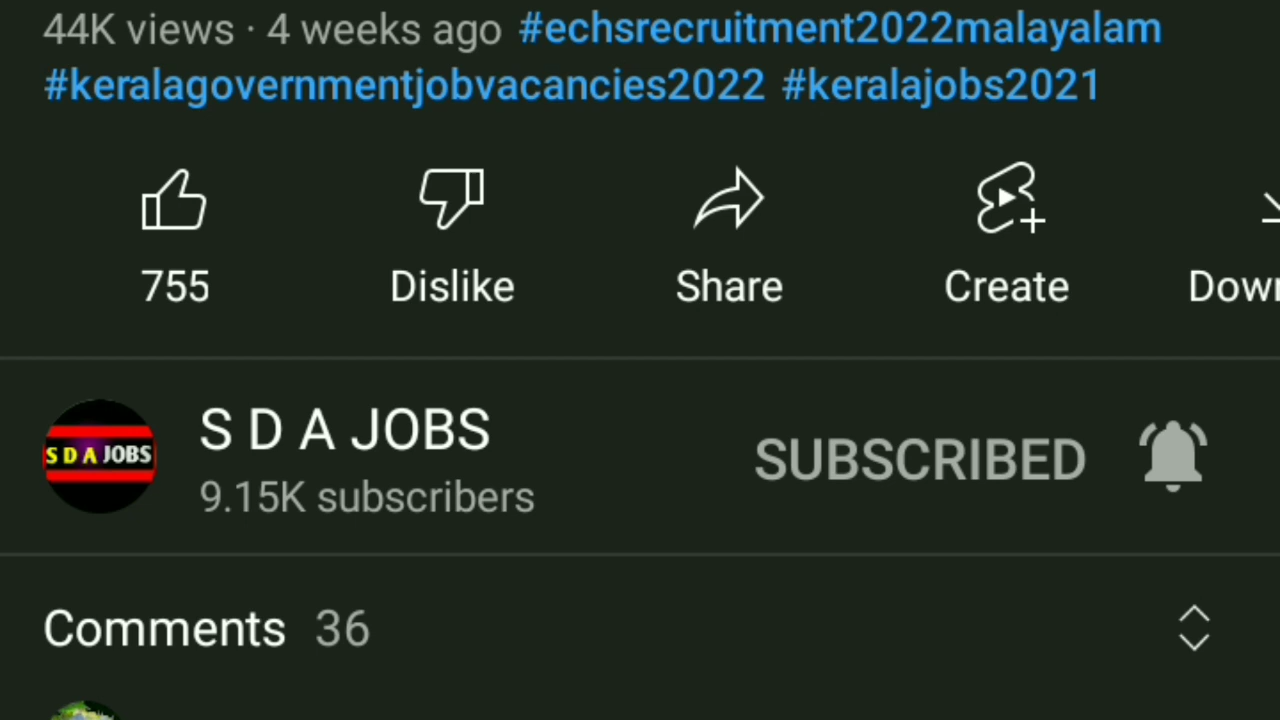 44K views · 4 weeks ago #echsrecruitment2022malayalam
#keralagovernmentjobvacancies2022 #keralajobs2021
755 Dislike Share Create Down
S D A JOBS
S D A JOBS
9.15K subscribers
SUBSCRIBED
Comments 36